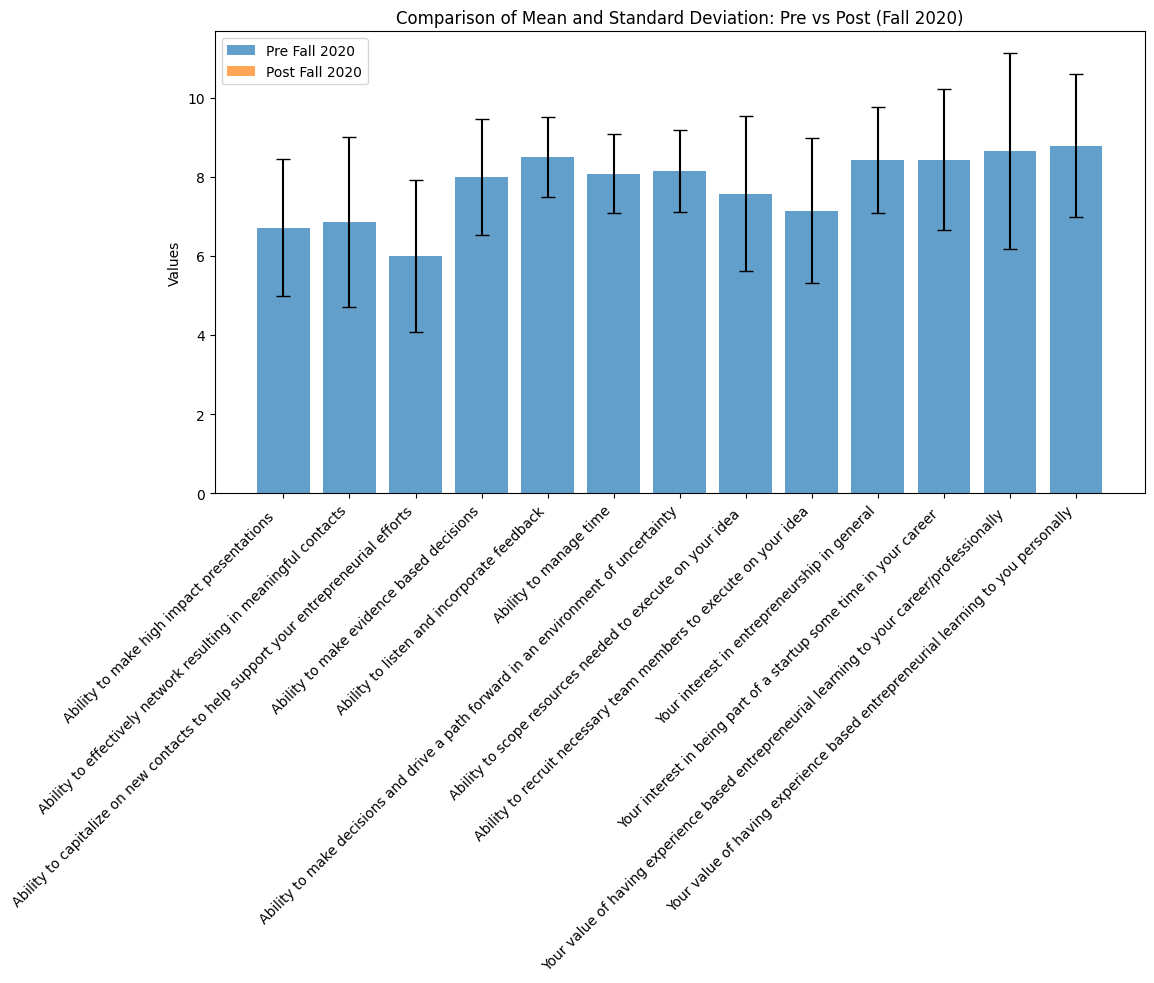 Comparison of Mean and Standard Deviation: Pre vs Post (Fall 2020)
Pre Fall 2020
Post Fall 2020
Values
10
8
6
4
2
0
Ability to make high impact presentations
Ability to effectively network resulting in meaningful contacts
Ability to capitalize on new contacts to help support your entrepreneurial efforts
Ability to make evidence based decisions
Ability to listen and incorporate feedback
Ability to manage time
Ability to make decisions and drive a path forward in an environment of uncertainty
Ability to scope resources needed to execute on your idea
Ability to recruit necessary team members to execute on your idea
Your interest in entrepreneurship in general
Your interest in being part of a startup some time in your career
Your value of having experience based entrepreneurial learning to your career/professionally
Your value of having experience based entrepreneurial learning to you personally